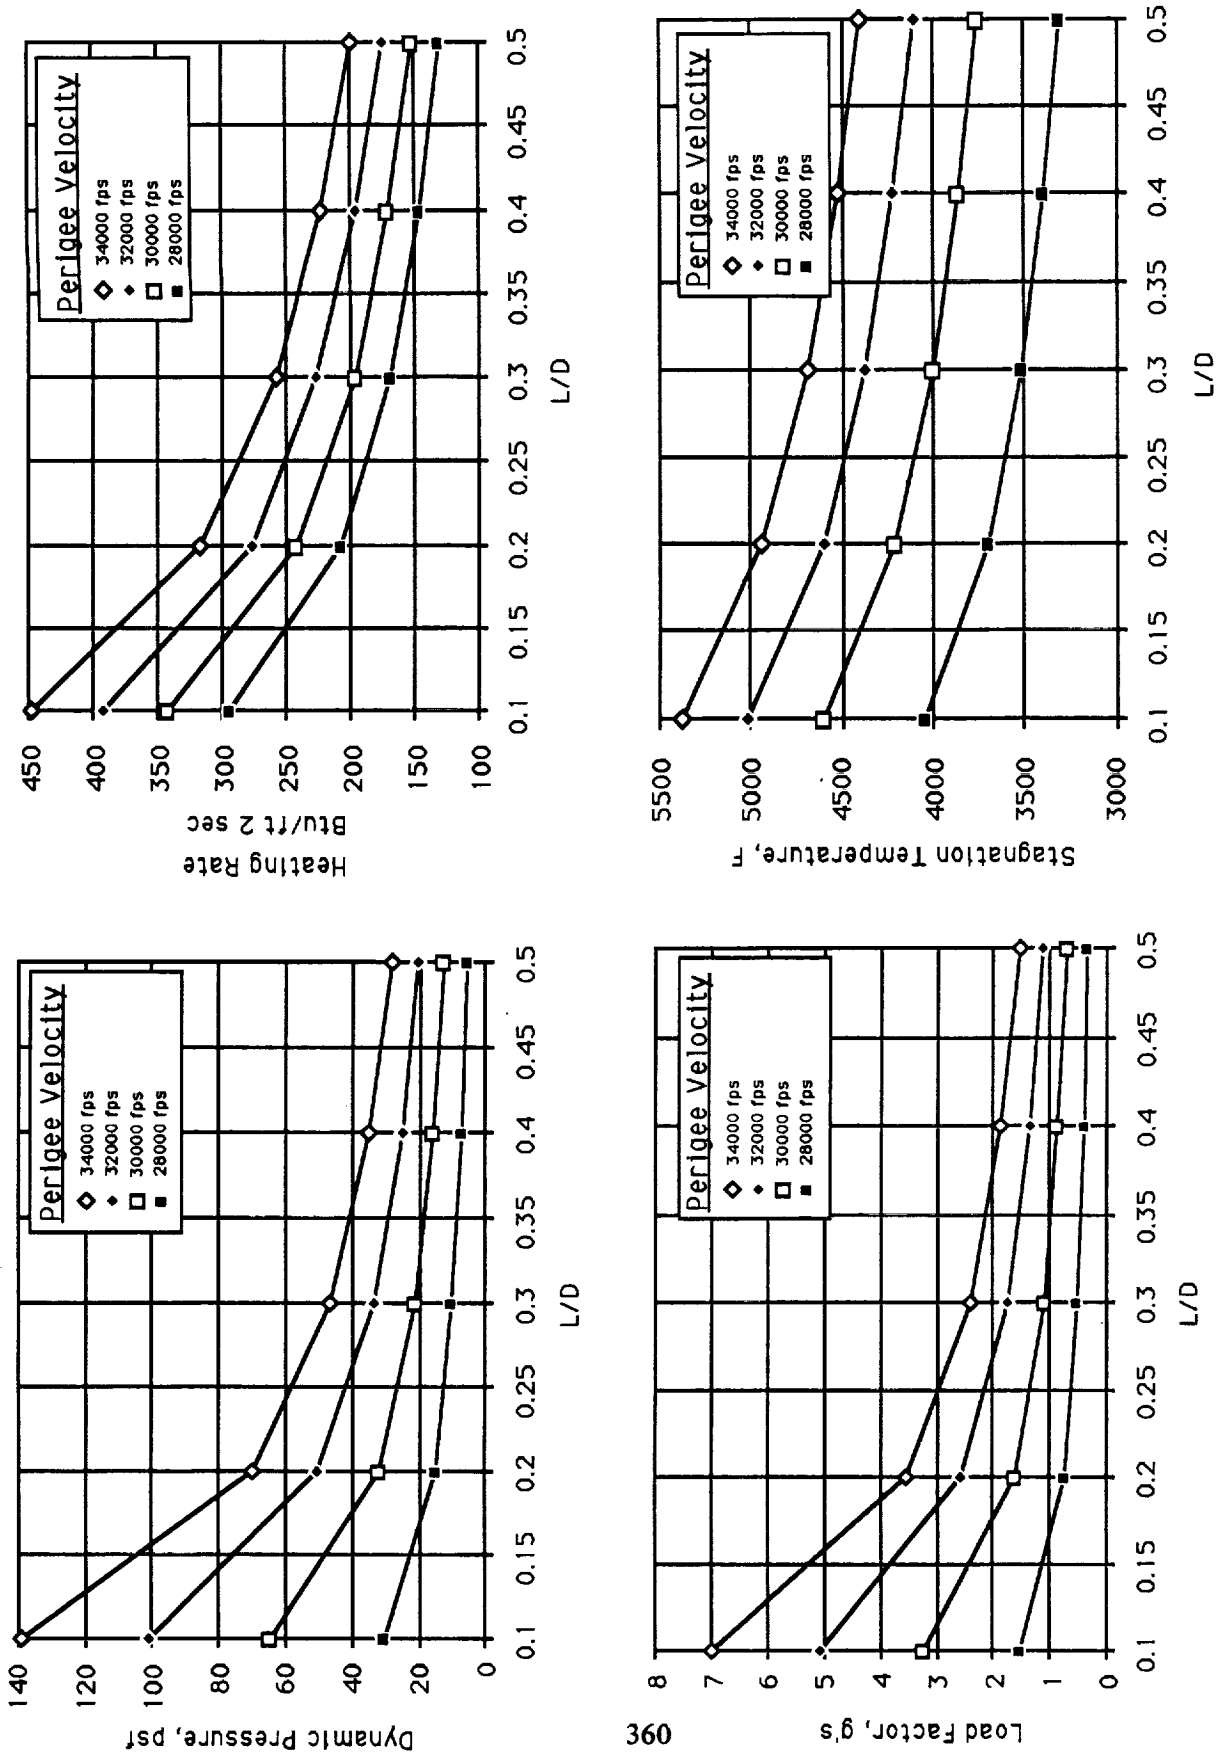 Dynamic Pressure, psf
140
120
100
80
60
40
20
0
Perigee Velocity
34000 fps
32000 fps
30000 fps
28000 fps
0.1 0.15 0.2 0.25 0.3 0.35 0.4 0.45 0.5
L/D
Heating Rate
Btu/ft 2 sec
450
400
350
300
250
200
150
100
Perigee Velocity
34000 fps
32000 fps
30000 fps
28000 fps
0.1 0.15 0.2 0.25 0.3 0.35 0.4 0.45 0.5
L/D
Load Factor, g's
8
7
6
5
4
3
2
1
0
Perigee Velocity
34000 fps
32000 fps
30000 fps
28000 fps
0.1 0.15 0.2 0.25 0.3 0.35 0.4 0.45 0.5
L/D
Stagnation Temperature, F
5500
5000
4500
4000
3500
3000
Perigee Velocity
34000 fps
32000 fps
30000 fps
28000 fps
0.1 0.15 0.2 0.25 0.3 0.35 0.4 0.45 0.5
L/D
360